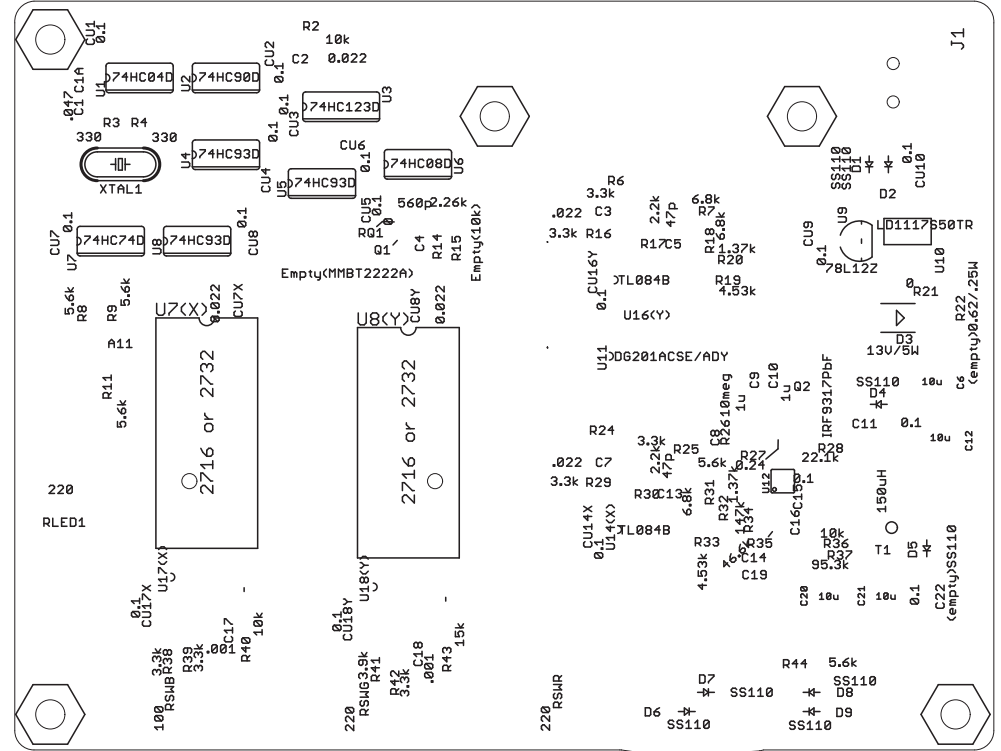 R2
10k
J1
CU1
0.1
CU2
0.1
C2
0.022
C1A
U1
74HC04D
U2
74HC90D
.047
C1
0.1
CU3
74HC123D
U3
R3
R4
330
330
XTAL1
U4
74HC93D
0.1
CU4
CU6
0.1
74HC08D
U6
U5
74HC93D
SS110
SS110
D1
D2
0.1
CU10
CU5
0.1
560p
2.26k
RQ1
0
Q1
C4
R14
R15
Empty(10k)
Empty(MMBT2222A)
CU7
0.1
U7
74HC74D
U8
74HC93D
0.1
CU8
R6
3.3k
.022
C3
3.3k
R16
2.2k
47p
6.8k
R7
6.8k
R17
C5
R18
1.37k
R20
R19
4.53k
CU16Y
0.1
TL084B
U16(Y)
CU9
0.1
U9
78L12Z
LD1117S50TR
U10
0
R21
D3
13V/5W
R22
(empty)0.62/.25W
5.6k
R8
5.6k
R9
A11
R11
5.6k
U7(X)
0.022
CU7X
2716 or 2732
U8(Y)
CU8Y
0.022
2716 or 2732
U11
DG201ACSE/ADY
R26
10meg
1u
C9
C10
1u
Q2
IRF9317PbF
SS110
D4
10u
C6
C11
0.1
10u
C12
R24
C8
3.3k
R25
.022
C7
3.3k
R29
2.2k
47p
5.6k
R27
0.24
R28
22.1k
R30
C13
6.8k
R31
1.37k
U12
0.1
C15
R32
147k
R34
C16
150uH
T1
CU14X
0.1
U14(X)
TL084B
R33
R35
C14
C19
4.53k
10k
R36
R37
95.3k
D5
SS110
C20
10u
C21
10u
0.1
C22
(empty)
220
RLED1
U17(X)
0.1
CU17X
U18(Y)
0.1
CU18Y
3.3k
R38
RSWB
100
R39
3.3k
.001
C17
R40
10k
3.9k
R41
RSWG
220
R42
3.3k
C18
.001
R43
15k
RSWR
220
R44
5.6k
SS110
D7
SS110
D8
D6
SS110
D9
SS110